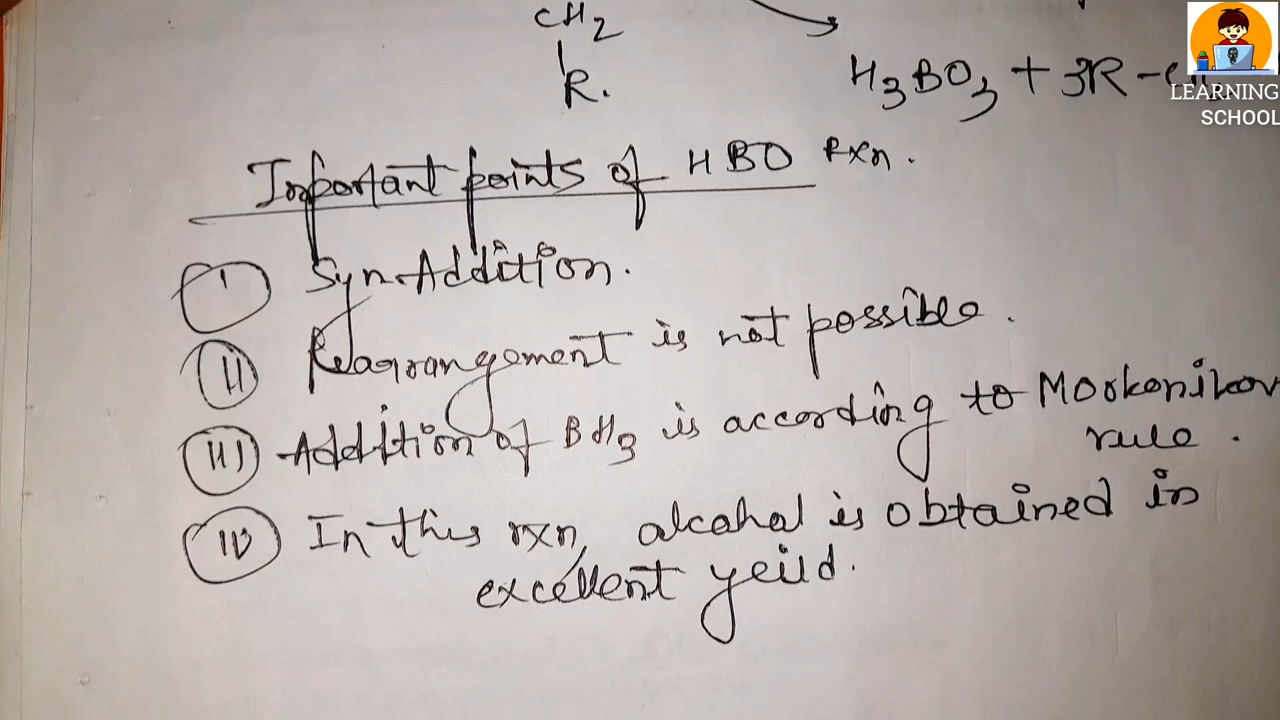 CH2
R.
H3BO3 + 3R-
LEARNING
SCHOOL
Important points of HBO Rxn.
(I) Syn-Addition.
(II) Rearrangement is not possible.
(III) Addition of BH3 is according to Morkonikov
rule.
(IV) In this rxn, alcohal is obtained in
excellent yeild.